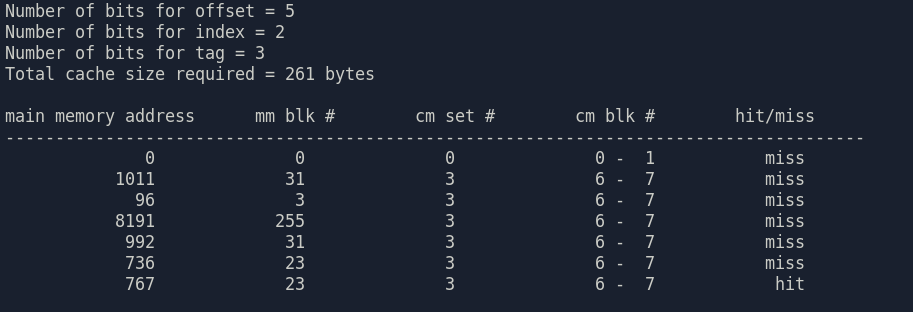 Number of bits for offset = 5
Number of bits for index = 2
Number of bits for tag = 3
Total cache size required = 261 bytes
main memory address mm blk # cm set # cm blk # hit/miss
--------------------------------------------------------------------------------------
0 0 0 0 - 1 miss
1011 31 3 6 - 7 miss
96 3 3 6 - 7 miss
8191 255 3 6 - 7 miss
992 31 3 6 - 7 miss
736 23 3 6 - 7 miss
767 23 3 6 - 7 hit